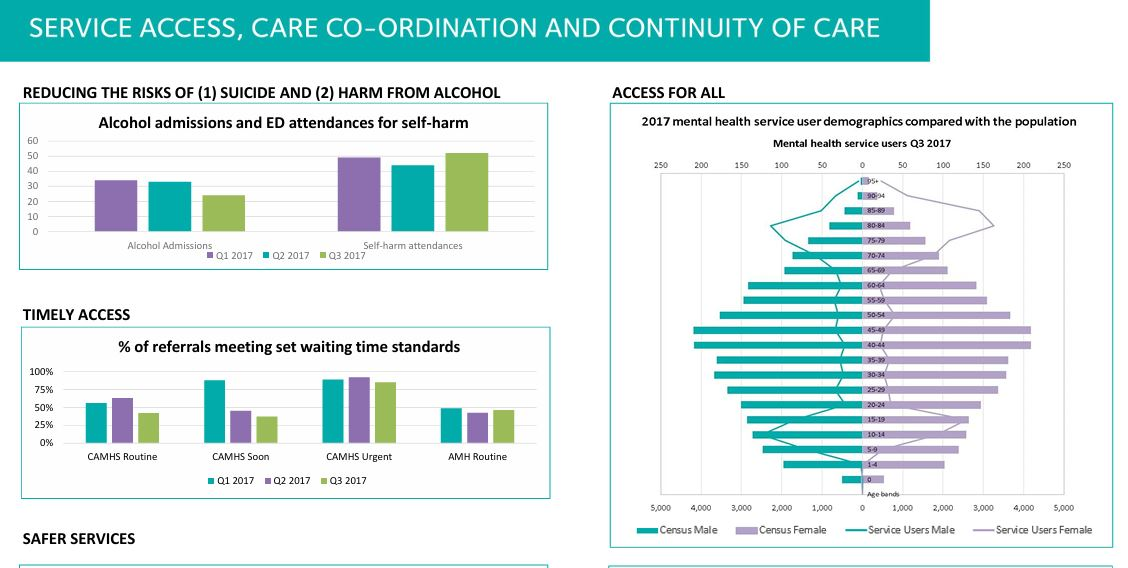 SERVICE ACCESS, CARE CO-ORDINATION AND CONTINUITY OF CARE
REDUCING THE RISKS OF (1) SUICIDE AND (2) HARM FROM ALCOHOL
Alcohol admissions and ED attendances for self-harm
60
50
40
30
20
10
0
Alcohol Admissions Self-harm attendances
Q1 2017 Q2 2017 Q3 2017
TIMELY ACCESS
% of referrals meeting set waiting time standards
100%
75%
50%
25%
0%
CAMHS Routine CAMHS Soon CAMHS Urgent AMH Routine
Q1 2017 Q2 2017 Q3 2017
SAFER SERVICES
ACCESS FOR ALL
2017 mental health service user demographics compared with the population
Mental health service users Q3 2017
250 200 150 100 50 0 50 100 150 200 250
95+
90-94
85-89
80-84
75-79
70-74
65-69
60-64
55-59
50-54
45-49
40-44
35-39
30-34
25-29
20-24
15-19
10-14
5-9
1-4
0
Age bands
5,000 4,000 3,000 2,000 1,000 0 1,000 2,000 3,000 4,000 5,000
Census Male Census Female Service Users Male Service Users Female